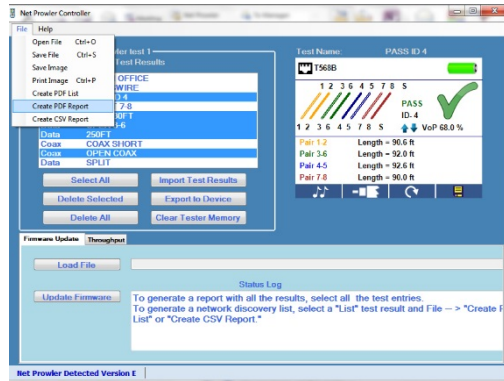 Net Prowler Controller
File Help
Open File Ctrl+O
Save File Ctrl+S
Save Image
Print Image Ctrl+P
Create PDF List
Create PDF Report
Create CSV Report
test 1
Test Results
OFFICE
WIRE
7-8
Data 250FT
Coax COAX SHORT
Coax OPEN COAX
Data SPLIT
Select All Import Test Results
Delete Selected Export to Device
Delete All Clear Tester Memory
Test Name: PASS ID 4
T568B
1 2 3 6 4 5 7 8 S
PASS
ID- 4
1 2 3 6 4 5 7 8 S VoP 68.0 %
Pair 1-2 Length = 90.6 ft
Pair 3-6 Length = 92.0 ft
Pair 4-5 Length = 92.6 ft
Pair 7-8 Length = 90.0 ft
Firmware Update Throughput
Load File
Status Log
Update Firmware
To generate a report with all the results, select all the test entries.
To generate a network discovery list, select a "List" test result and File -- > "Create
List" or "Create CSV Report."
Net Prowler Detected Version E